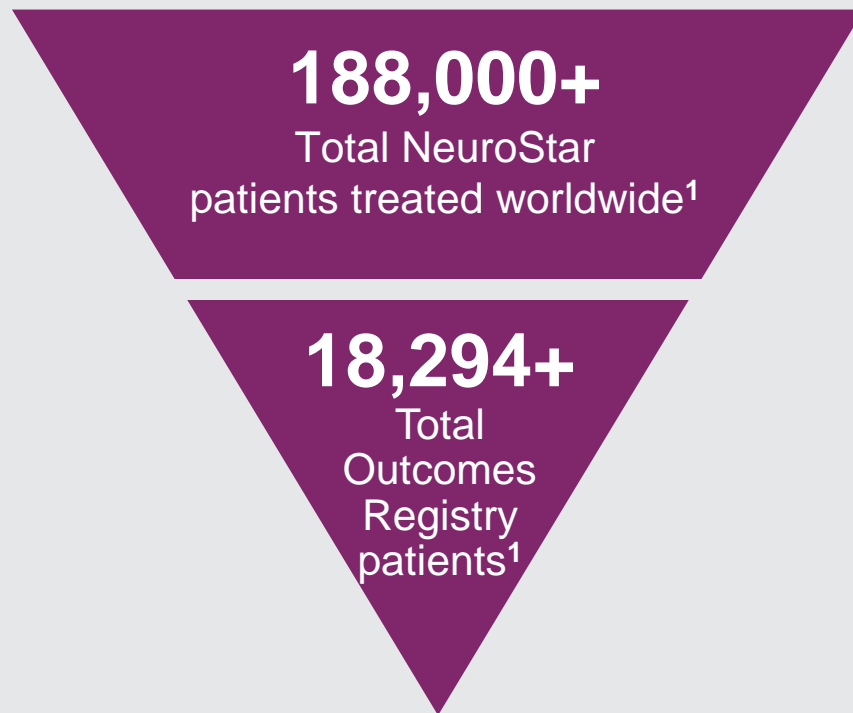 188,000+
Total NeuroStar
patients treated worldwide¹
18,294+
Total
Outcomes
Registry
patients¹